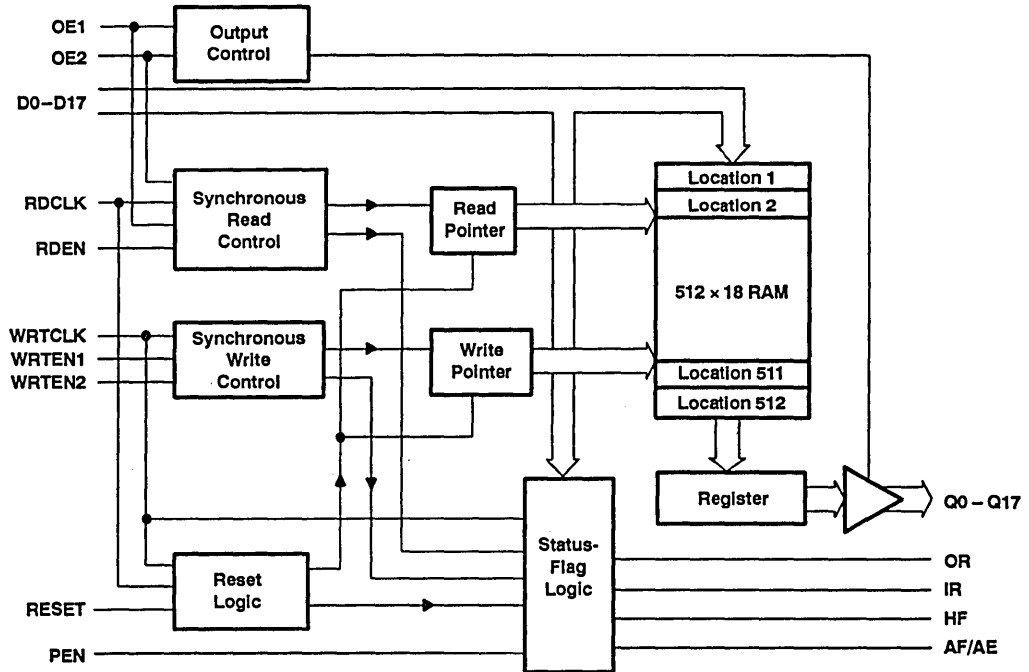 OE1
OE2
Output
Control
D0–D17
RDCLK
RDEN
Synchronous
Read
Control
Read
Pointer
Location 1
Location 2
512 × 18 RAM
Location 511
Location 512
WRTCLK
WRTEN1
WRTEN2
Synchronous
Write
Control
Write
Pointer
Register
Q0 – Q17
Status-
Flag
Logic
OR
IR
HF
AF/AE
Reset
Logic
RESET
PEN